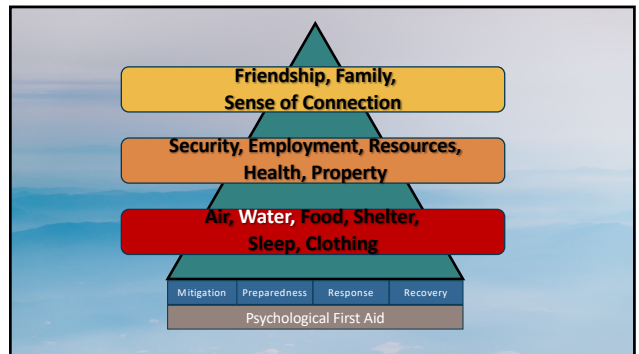 Friendship, Family,
Sense of Connection
Security, Employment, Resources,
Health, Property
Air, Water, Food, Shelter,
Sleep, Clothing
Mitigation Preparedness Response Recovery
Psychological First Aid